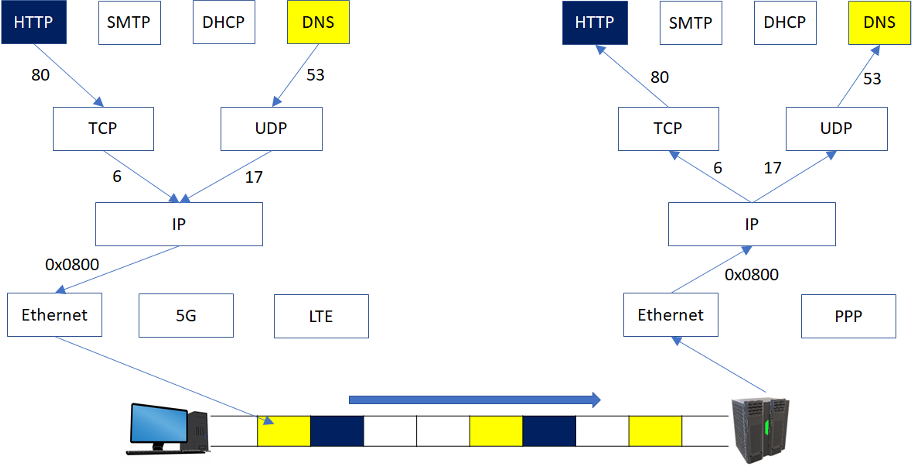 HTTP SMTP DHCP DNS HTTP SMTP DHCP DNS
80 53 80 53
TCP UDP TCP UDP
6 17 6 17
IP IP
0x0800 0x0800
Ethernet 5G LTE Ethernet PPP